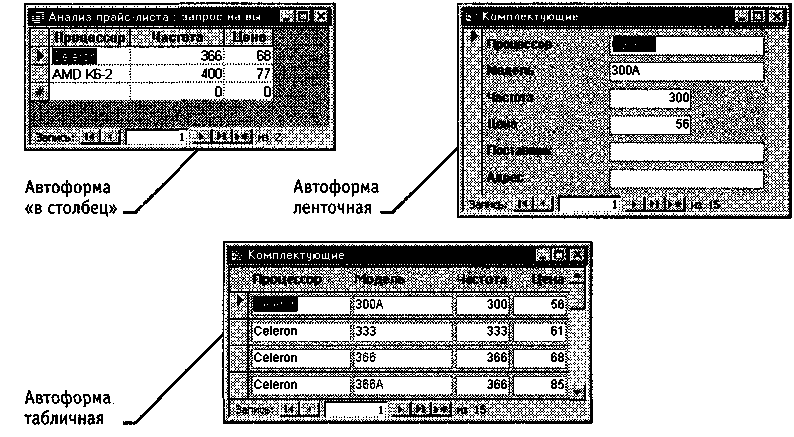 Анализ прайс-листа : запрос на вы
Процессор Частота Цена
366 68
AMD K6-2 400 77
0 0
Запись: 1 из 2
Автоформа
«в столбец»
Комплектующие
Процессор
Модель 300A
Частота 300
Цена 56
Поставщик
Адрес
Запись: 1 из 15
Автоформа
ленточная
Комплектующие
Процессор Модель Частота Цена
300A 300 56
Celeron 333 333 61
Celeron 366 366 68
Celeron 366A 366 85
Запись: 1 из 15
Автоформа
табличная